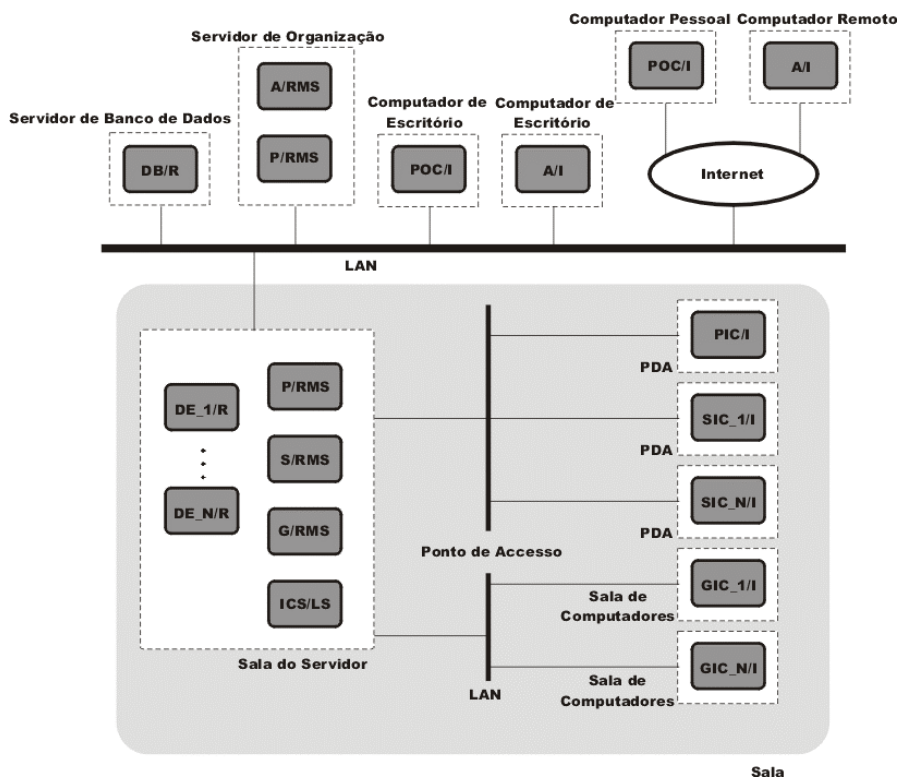 Computador Pessoal
Computador Remoto
Servidor de Organização
POC/I
A/I
A/RMS
Servidor de Banco de Dados
Computador de
Escritório
Computador de
Escritório
DB/R
P/RMS
POC/I
A/I
Internet
LAN
PIC/I
PDA
P/RMS
DE_1/R
SIC_1/I
PDA
S/RMS
DE_N/R
SIC_N/I
PDA
G/RMS
Ponto de Accesso
GIC_1/I
Sala de
Computadores
ICS/LS
GIC_N/I
Sala do Servidor
Sala de
Computadores
LAN
Sala